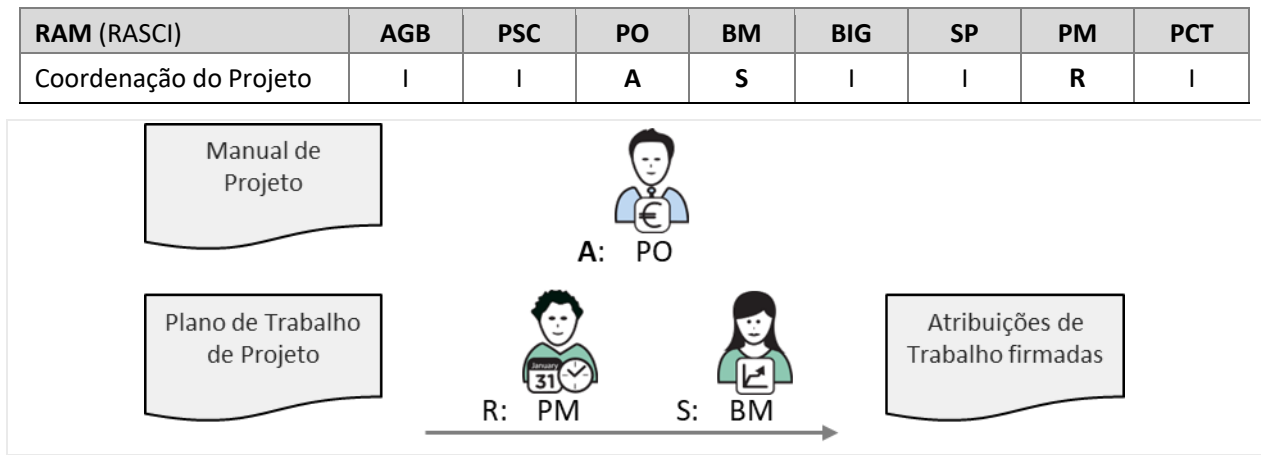 RAM (RASCI) AGB PSC PO BM BIG SP PM PCT
Coordenação do Projeto I I A S I I R I
Manual de
Projeto
€
A: PO
Plano de Trabalho
de Projeto
January
31
R: PM
S: BM
Atribuições de
Trabalho firmadas